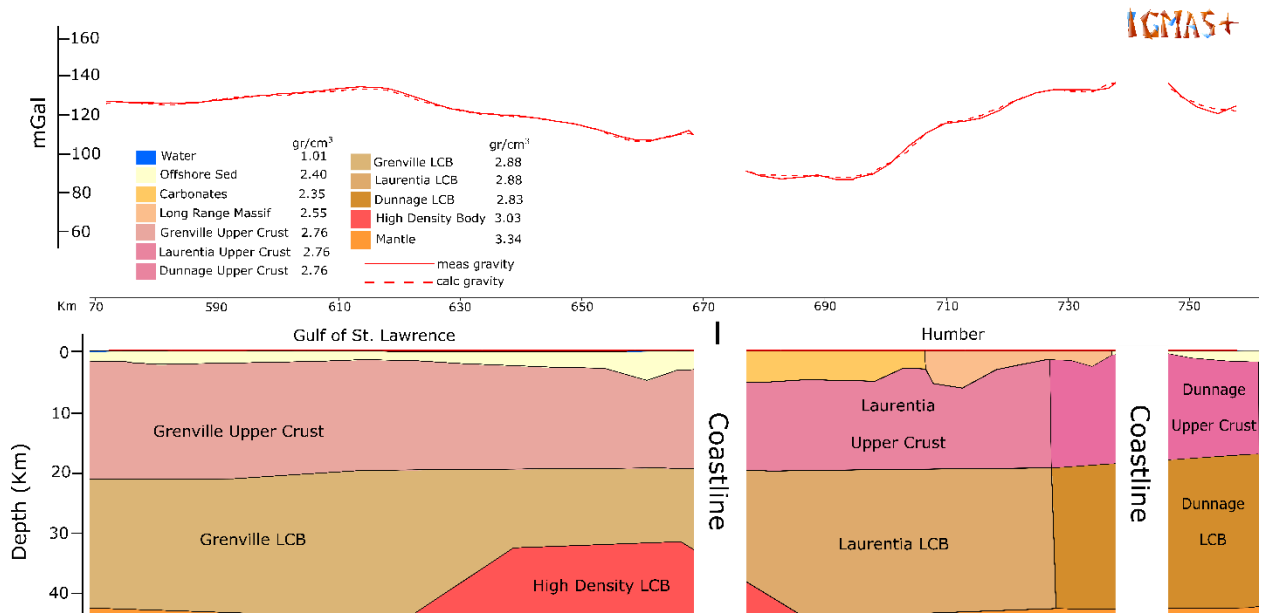 IGMAS+
160
140
120
100
80
60
mGal
gr/cm³
Water 1.01
Offshore Sed 2.40
Carbonates 2.35
Long Range Massif 2.55
Grenville Upper Crust 2.76
Laurentia Upper Crust 2.76
Dunnage Upper Crust 2.76
gr/cm³
Grenville LCB 2.88
Laurentia LCB 2.88
Dunnage LCB 2.83
High Density Body 3.03
Mantle 3.34
meas gravity
calc gravity
Km 70 590 610 630 650 670 690 710 730 750
Gulf of St. Lawrence
I
Humber
0
10
20
30
40
Depth (Km)
Grenville Upper Crust
Grenville LCB
High Density LCB
Coastline
Laurentia
Upper Crust
Laurentia LCB
Coastline
Dunnage
Upper Crust
Dunnage
LCB